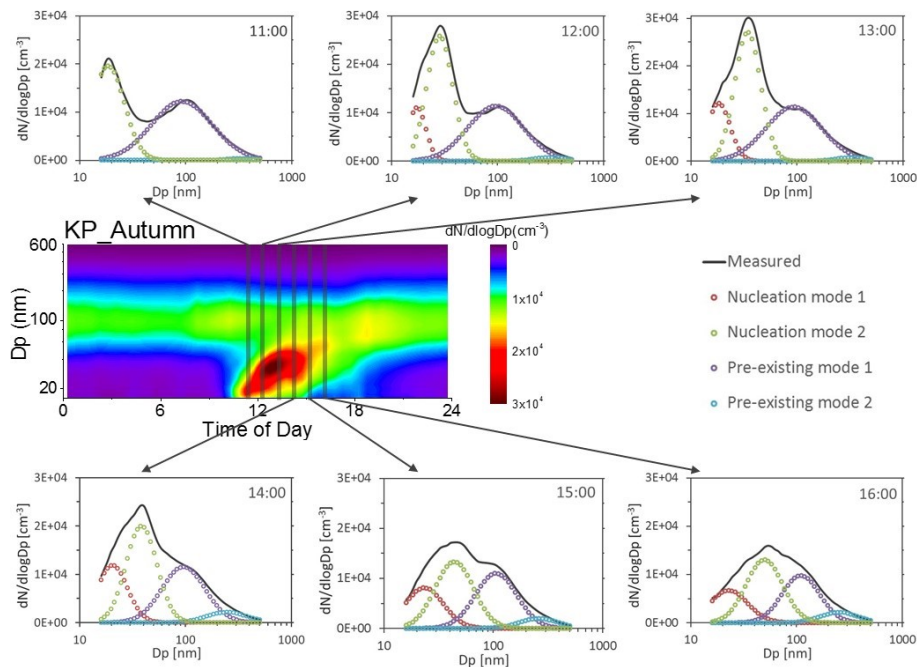 3E+04
2E+04
1E+04
0E+00
dN/dlogDp [cm-3]
11:00
10
100
1000
Dp [nm]
3E+04
2E+04
1E+04
0E+00
dN/dlogDp [cm-3]
12:00
10
100
1000
Dp [nm]
3E+04
2E+04
1E+04
0E+00
dN/dlogDp [cm-3]
13:00
10
100
1000
Dp [nm]
KP_Autumn
600
100
20
Dp (nm)
0
6
12
18
24
Time of Day
dN/dlogDp(cm-3)
0
1x10⁴
2x10⁴
3x10⁴
Measured
Nucleation mode 1
Nucleation mode 2
Pre-existing mode 1
Pre-existing mode 2
3E+04
2E+04
1E+04
0E+00
dN/dlogDp [cm-3]
14:00
10
100
1000
Dp [nm]
3E+04
2E+04
1E+04
0E+00
dN/dlogDp [cm-3]
15:00
10
100
1000
Dp [nm]
3E+04
2E+04
1E+04
0E+00
dN/dlogDp [cm-3]
16:00
10
100
1000
Dp [nm]